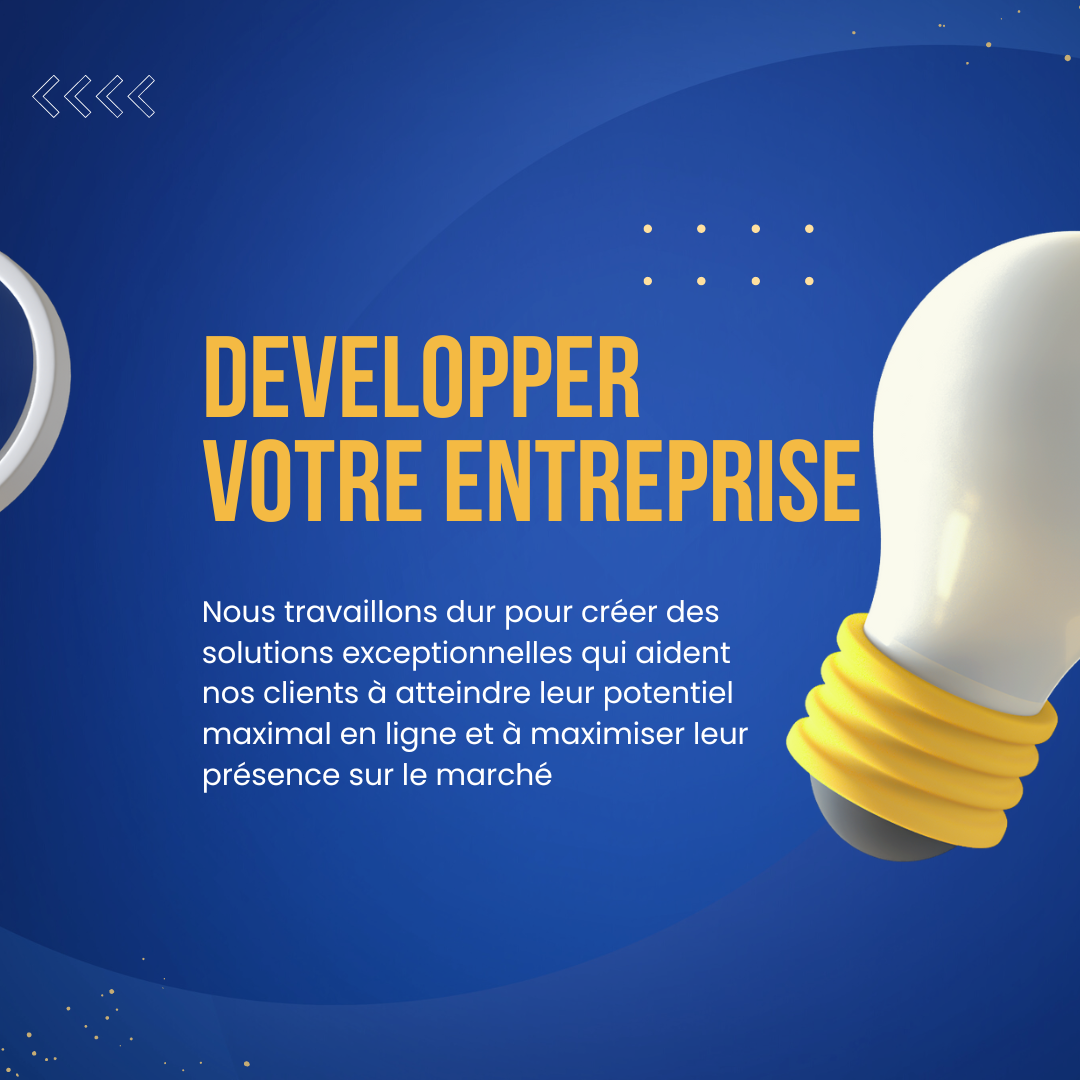 DEVELOPPER
VOTRE ENTREPRISE
Nous travaillons dur pour créer des
solutions exceptionnelles qui aident
nos clients à atteindre leur potentiel
maximal en ligne et à maximiser leur
présence sur le marché